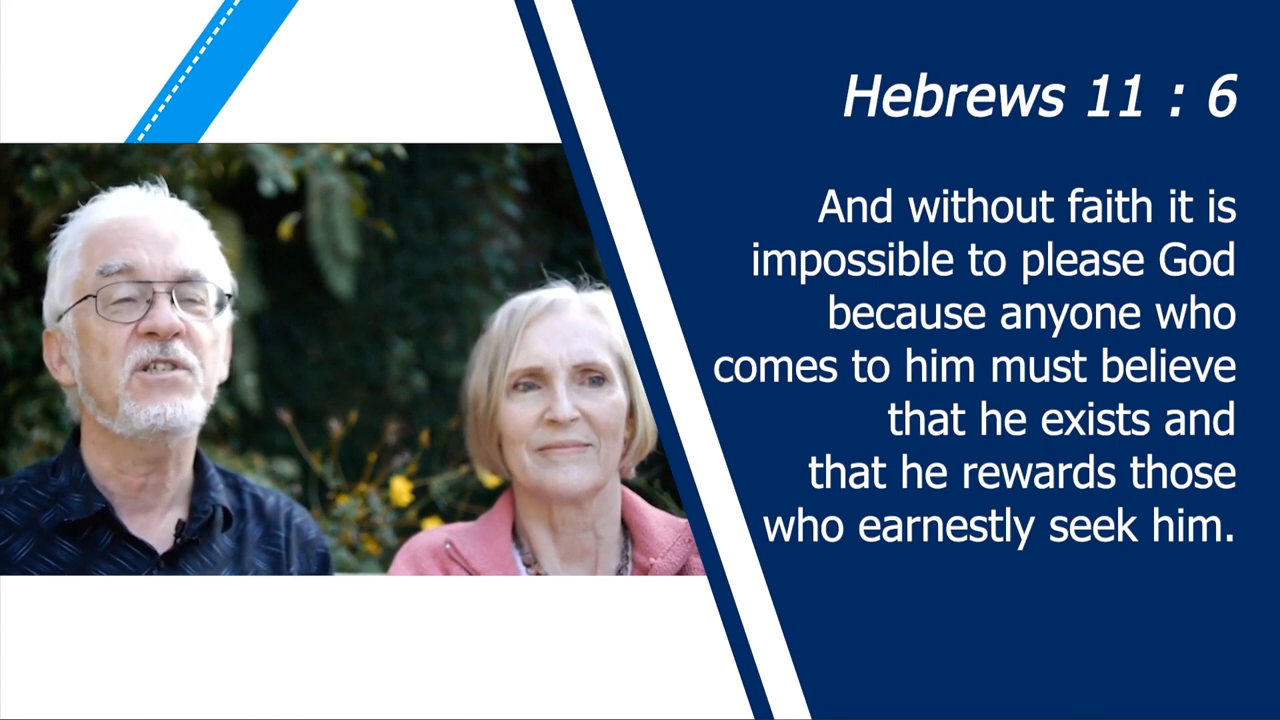 Hebrews 11 : 6
And without faith it is
impossible to please God
because anyone who
comes to him must believe
that he exists and
that he rewards those
who earnestly seek him.